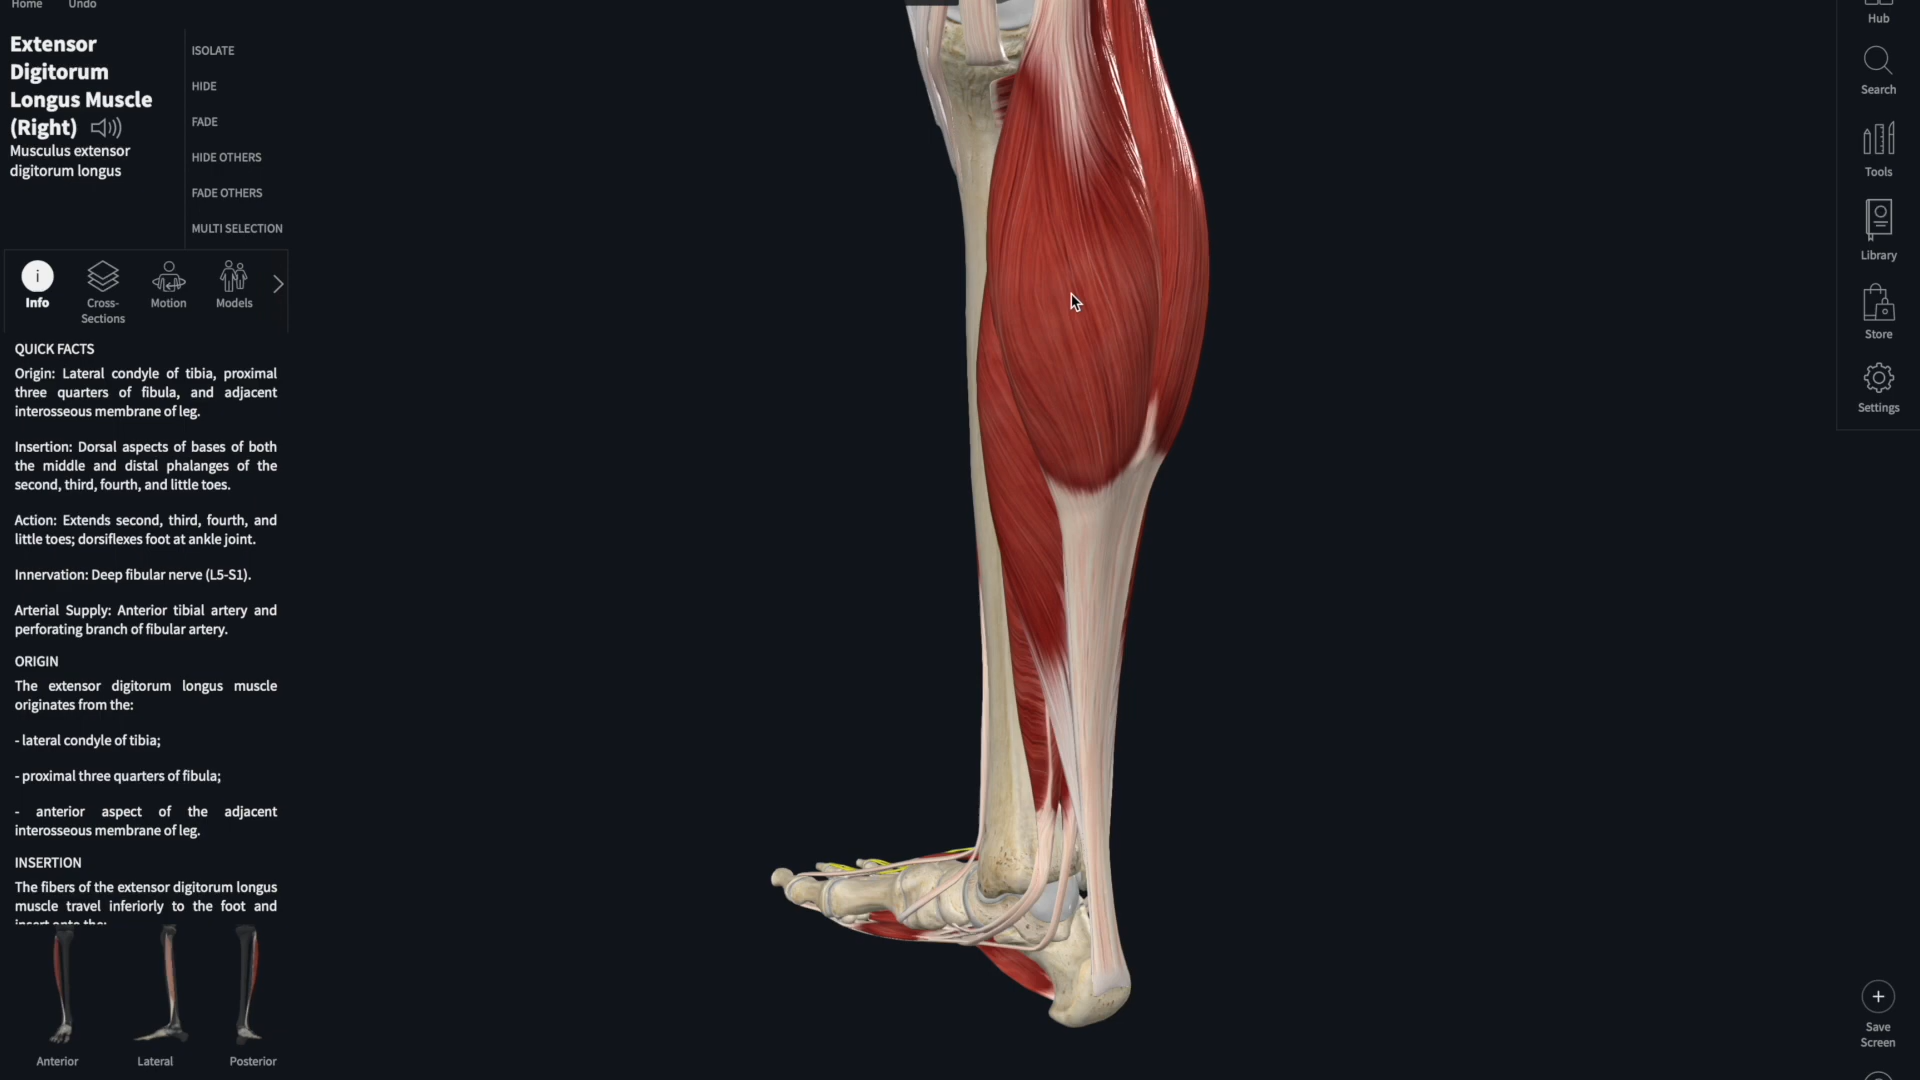 Home Undo
Extensor
Digitorum
Longus Muscle
(Right)
Musculus extensor
digitorum longus
ISOLATE
HIDE
FADE
HIDE OTHERS
FADE OTHERS
MULTI SELECTION
Info
Cross-
Sections
Motion
Models
QUICK FACTS
Origin: Lateral condyle of tibia, proximal
three quarters of fibula, and adjacent
interosseous membrane of leg.
Insertion: Dorsal aspects of bases of both
the middle and distal phalanges of the
second, third, fourth, and little toes.
Action: Extends second, third, fourth, and
little toes; dorsiflexes foot at ankle joint.
Innervation: Deep fibular nerve (L5-S1).
Arterial Supply: Anterior tibial artery and
perforating branch of fibular artery.
ORIGIN
The extensor digitorum longus muscle
originates from the:
- lateral condyle of tibia;
- proximal three quarters of fibula;
- anterior aspect of the adjacent
interosseous membrane of leg.
INSERTION
The fibers of the extensor digitorum longus
muscle travel inferiorly to the foot and
insert onto the:
Anterior
Lateral
Posterior
Hub
Search
Tools
Library
Store
Settings
Save
Screen